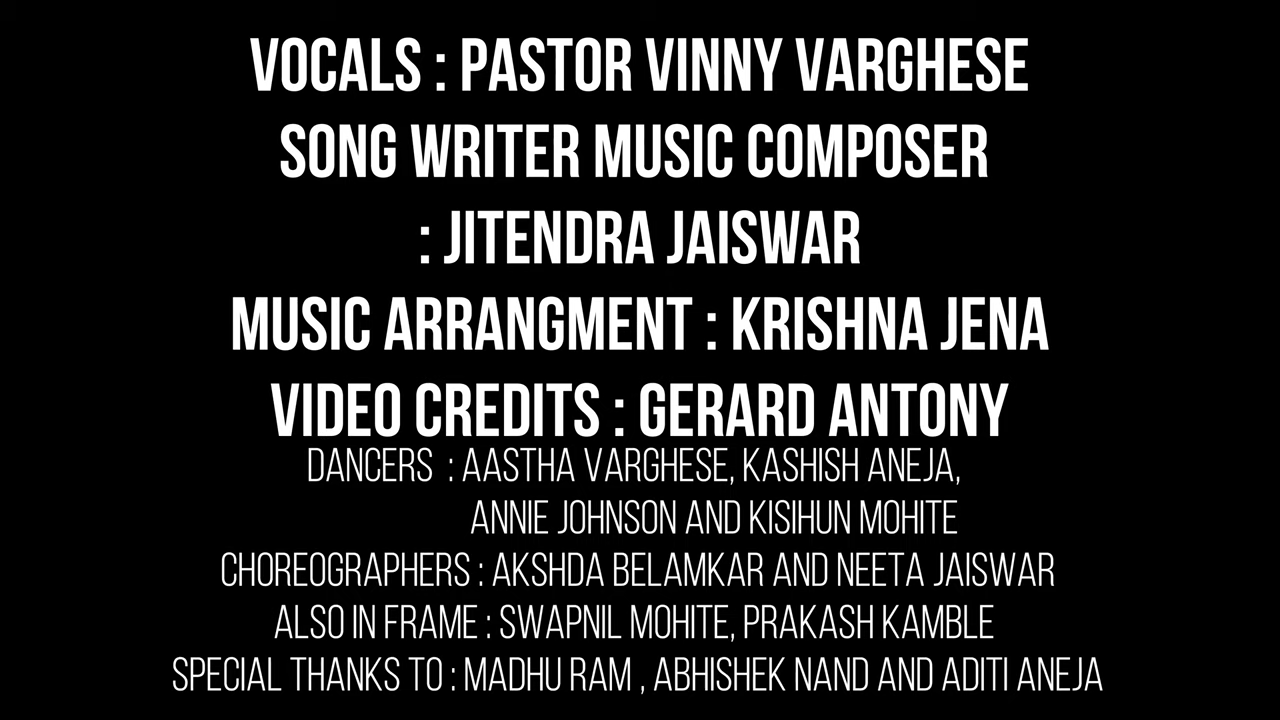 VOCALS : PASTOR VINNY VARGHESE
SONG WRITER MUSIC COMPOSER
: JITENDRA JAISWAR
MUSIC ARRANGMENT : KRISHNA JENA
VIDEO CREDITS : GERARD ANTONY
DANCERS : AASTHA VARGHESE, KASHISH ANEJA,
ANNIE JOHNSON AND KISIHUN MOHITE
CHOREOGRAPHERS : AKSHDA BELAMKAR AND NEETA JAISWAR
ALSO IN FRAME : SWAPNIL MOHITE, PRAKASH KAMBLE
SPECIAL THANKS TO : MADHU RAM , ABHISHEK NAND AND ADITI ANEJA